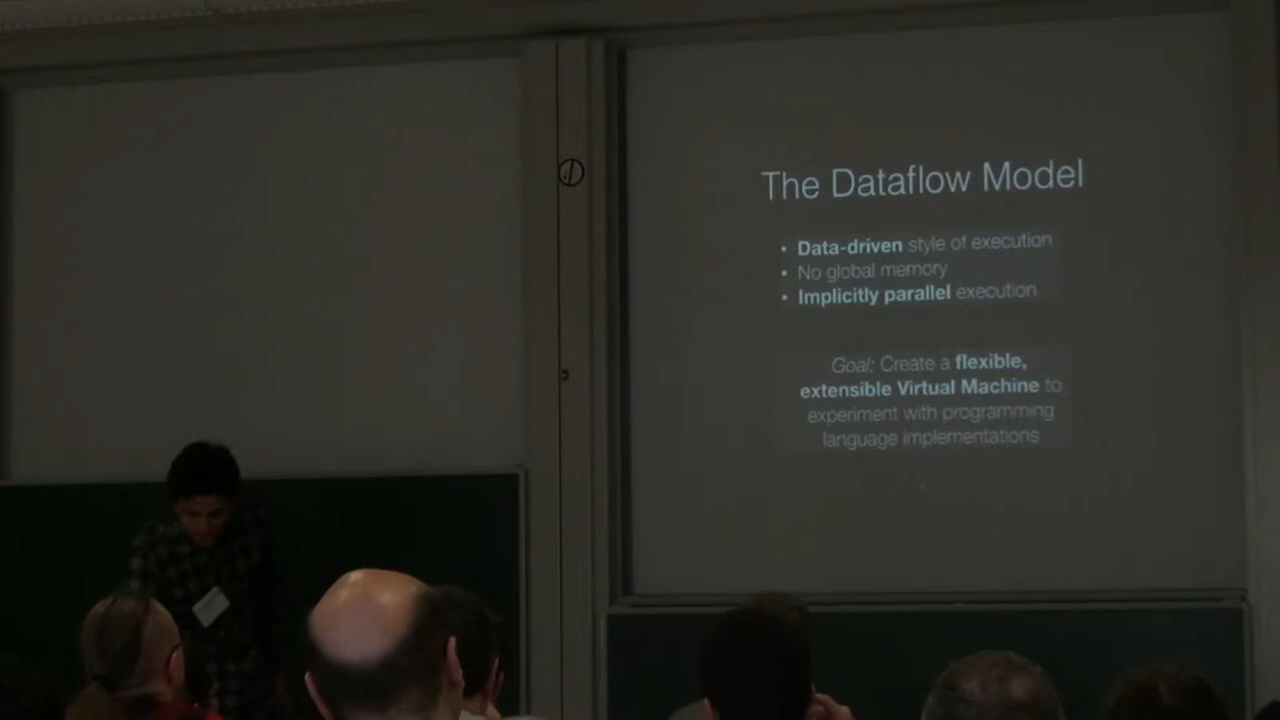 The Dataflow Model
• Data-driven style of execution
• No global memory
• Implicitly parallel execution
Goal: Create a flexible,
extensible Virtual Machine to
experiment with programming
language implementations